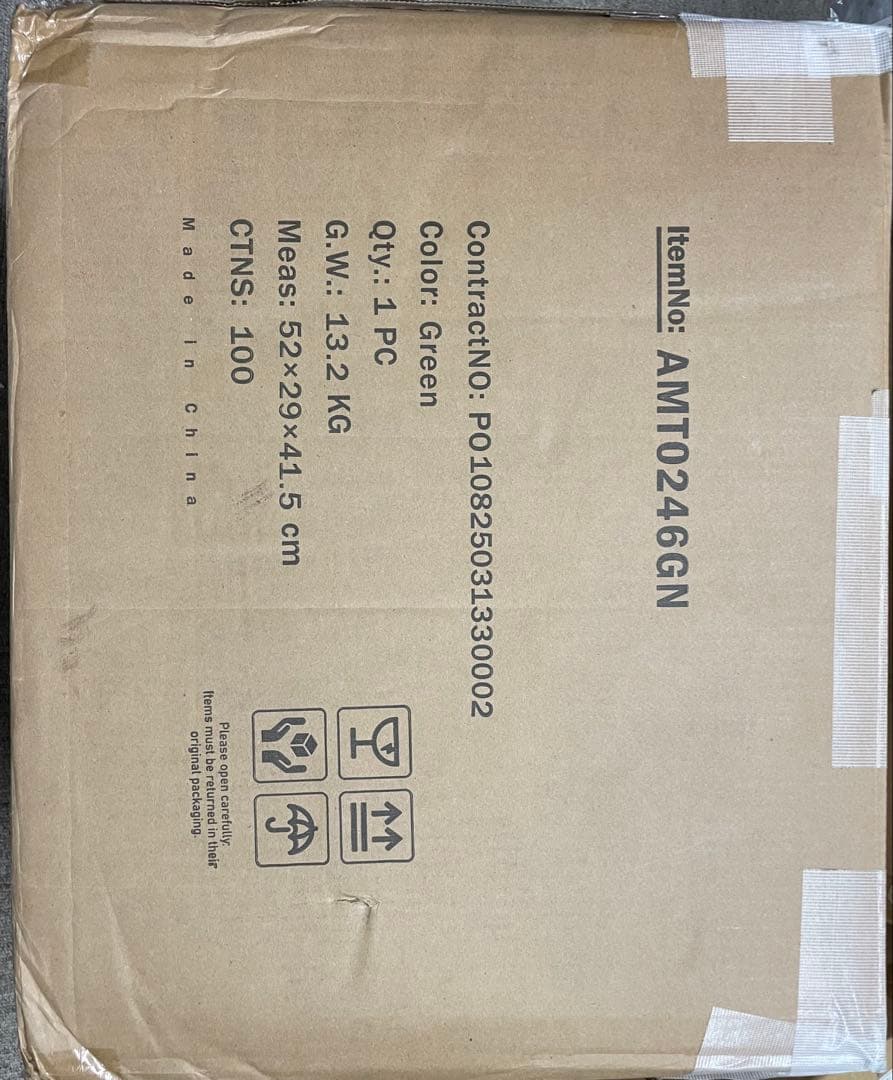 ItemNo: AMT0246GN
ContractNO: PO10825031330002
Color: Green
Qty.: 1 PC
G.W.: 13.2 KG
Meas: 52×29×41.5 cm
CTNS: 100
Made in China
Please open carefully.
Items must be returned in their
original packaging.